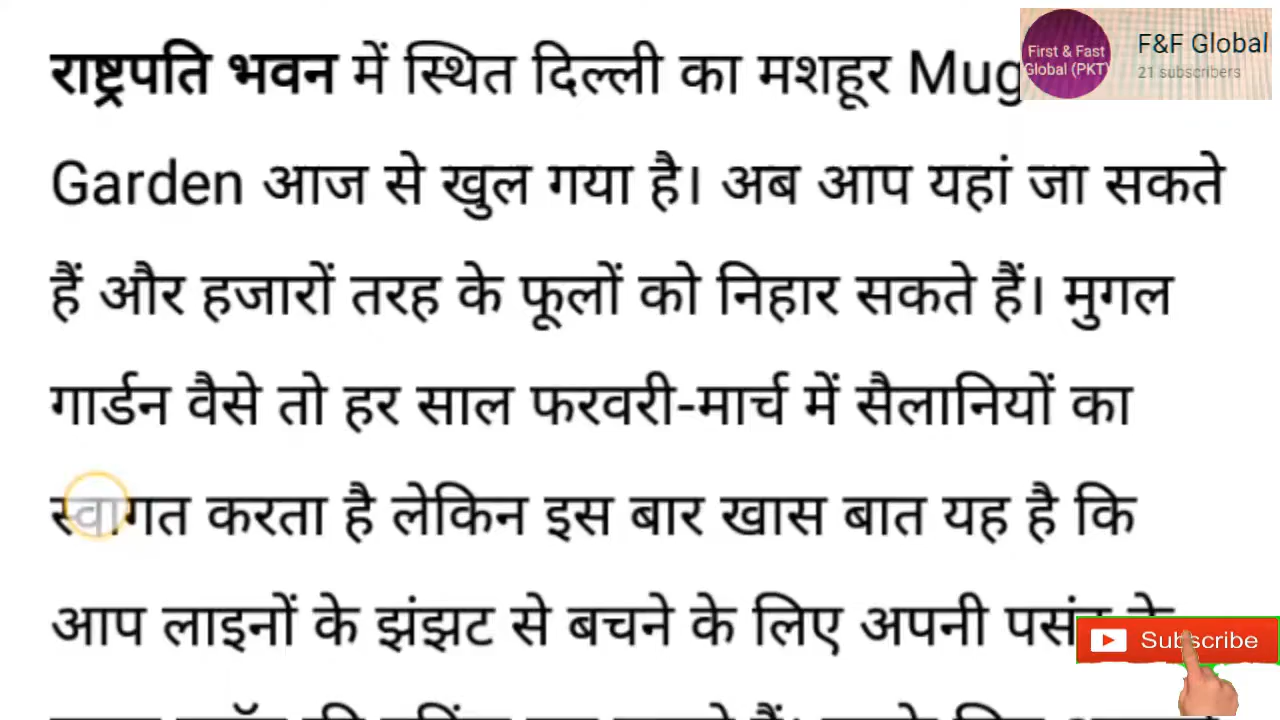 राष्ट्रपति भवन में स्थित दिल्ली का मशहूर Mug
Garden आज से खुल गया है। अब आप यहां जा सकते
हैं और हजारों तरह के फूलों को निहार सकते हैं। मुगल
गार्डन वैसे तो हर साल फरवरी-मार्च में सैलानियों का
स्वागत करता है लेकिन इस बार खास बात यह है कि
आप लाइनों के झंझट से बचने के लिए अपनी
First & Fast
Global (PKT)
F&F Global
21 subscribers
Subscribe